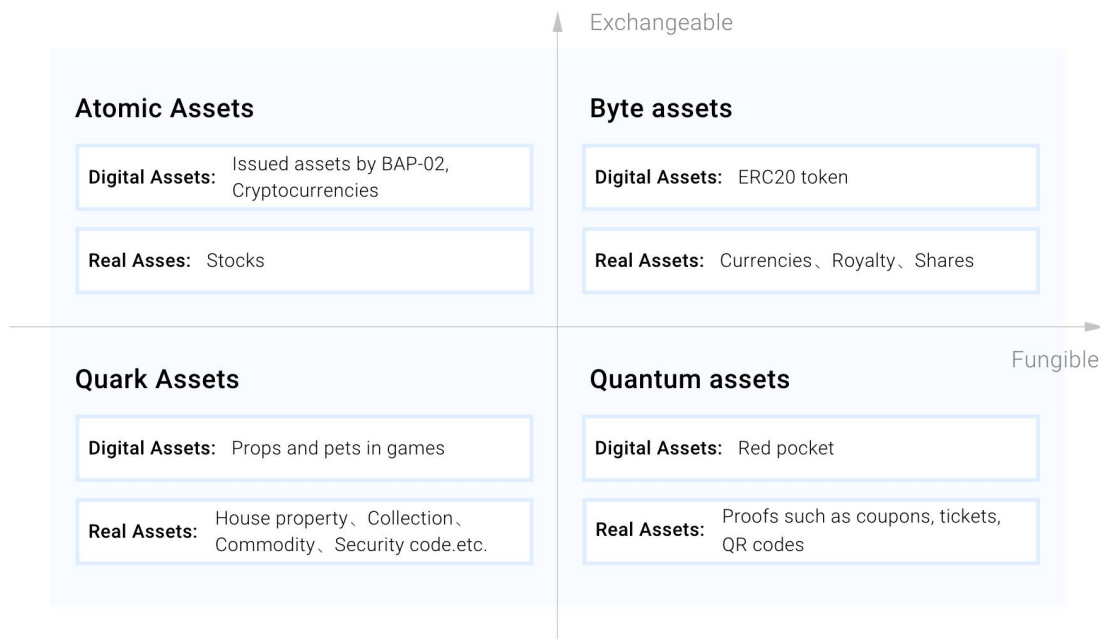 Exchangeable
Atomic Assets
Digital Assets: Issued assets by BAP-02,
Cryptocurrencies
Real Asses: Stocks
Byte assets
Digital Assets: ERC20 token
Real Assets: Currencies、Royalty、Shares
Fungible
Quark Assets
Digital Assets: Props and pets in games
Real Assets: House property、Collection、
Commodity、Security code.etc.
Quantum assets
Digital Assets: Red pocket
Real Assets: Proofs such as coupons, tickets,
QR codes